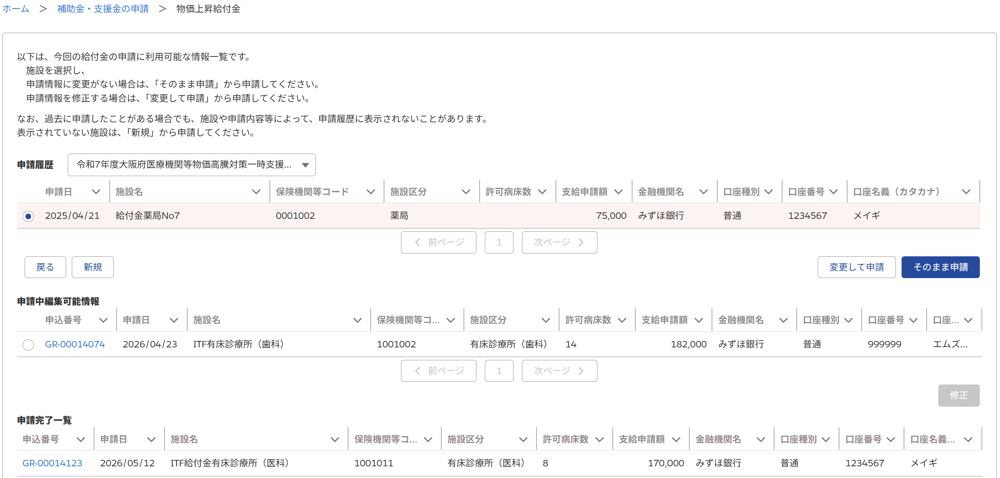 ホーム ＞ 補助金・支援金の申請 ＞ 物価上昇給付金
以下は、今回の給付金の申請に利用可能な情報一覧です。
施設を選択し、
申請情報に変更がない場合は、「そのまま申請」から申請してください。
申請情報を修正する場合は、「変更して申請」から申請してください。
なお、過去に申請したことがある場合でも、施設や申請内容等によって、申請履歴に表示されないことがあります。
表示されていない施設は、「新規」から申請してください。
申請履歴 令和7年度大阪府医療機関等物価高騰対策一時支援...
申請日 施設名 保険機関等コード 施設区分 許可病床数 支給申請額 金融機関名 口座種別 口座番号 口座名義（カタカナ）
2025/04/21 給付金薬局No7 0001002 薬局 75,000 みずほ銀行 普通 1234567 メイギ
前ページ 1 次ページ
戻る 新規 変更して申請 そのまま申請
申請中編集可能情報
申込番号 申請日 施設名 保険機関等コ... 施設区分 許可病床数 支給申請額 金融機関名 口座種別 口座番号 口座...
GR-00014074 2026/04/23 ITF有床診療所（歯科） 1001002 有床診療所（歯科） 14 182,000 みずほ銀行 普通 999999 エムズ...
前ページ 1 次ページ
修正
申請完了一覧
申込番号 申請日 施設名 保険機関等コ... 施設区分 許可病床数 支給申請額 金融機関名 口座種別 口座番号 口座名義...
GR-00014123 2026/05/12 ITF給付金有床診療所（医科） 1001011 有床診療所（医科） 8 170,000 みずほ銀行 普通 1234567 メイギ